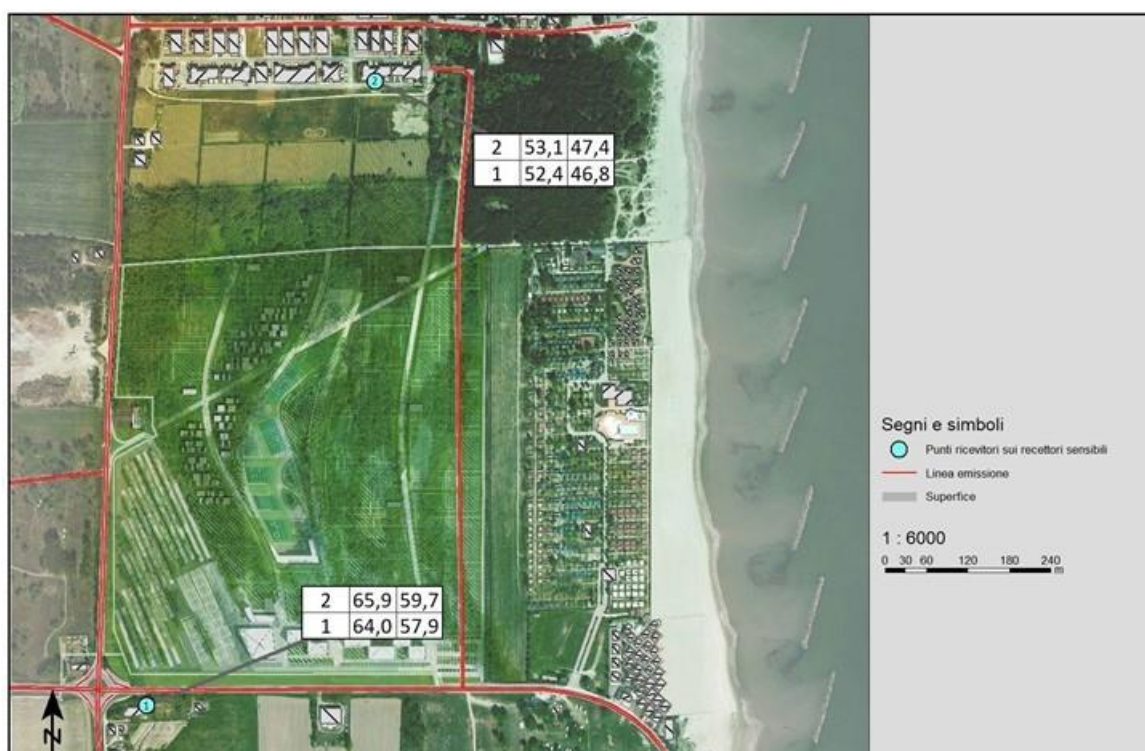 2
2 53,1 47,4
1 52,4 46,8
Segni e simboli
Punti ricevitori sui recettori sensibili
Linea emissione
Superfice
1 : 6000
0 30 60 120 180 240
m
2 65,9 59,7
1 64,0 57,9
1
N